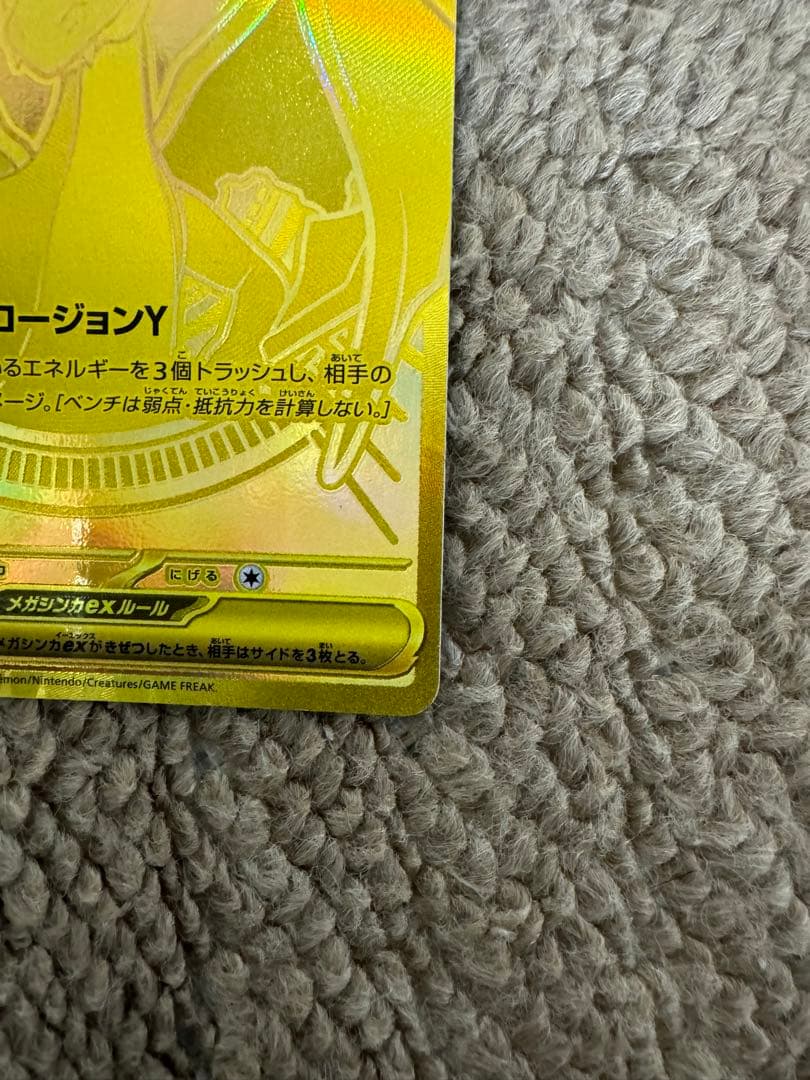 ロージョンY
るエネルギーを3個トラッシュし、相手の
メージ。[ベンチは弱点・抵抗力を計算しない。]
にげる
メガシンカexルール
メガシンカexがきぜつしたとき、相手はサイドを3枚とる。
émon/Nintendo/Creatures/GAME FREAK.